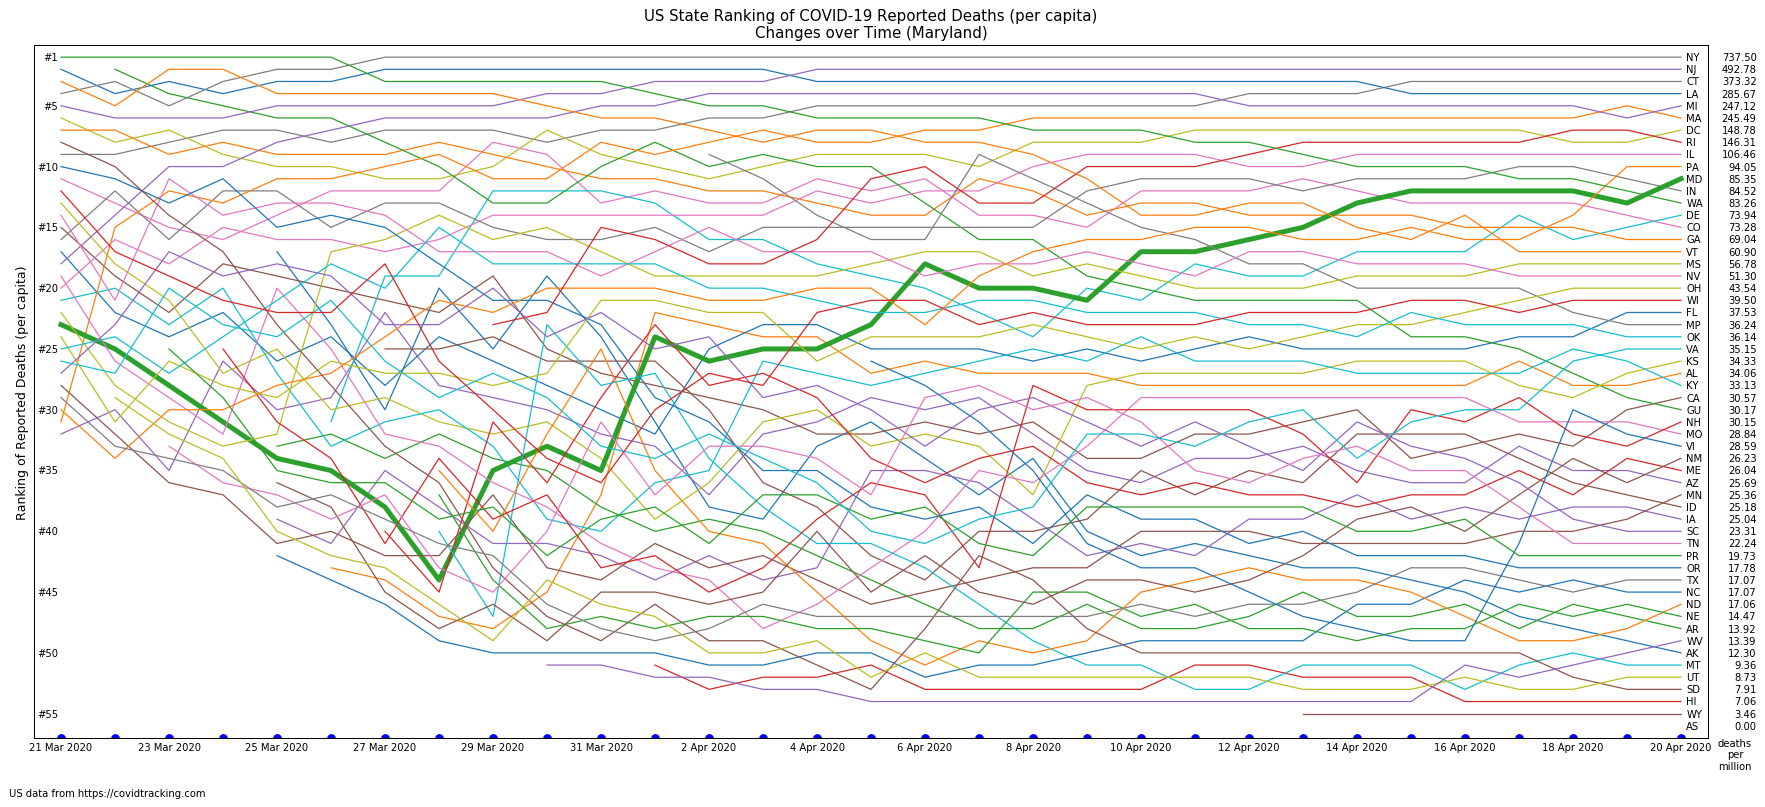 US State Ranking of COVID-19 Reported Deaths (per capita)
Changes over Time (Maryland)
Ranking of Reported Deaths (per capita)
#1
#5
#10
#15
#20
#25
#30
#35
#40
#45
#50
#55
NY 737.50
NJ 492.78
CT 373.32
LA 285.67
MI 247.12
MA 245.49
DC 148.78
RI 146.31
IL 106.46
PA 94.05
MD 85.35
IN 84.52
WA 83.26
DE 73.94
CO 73.28
GA 69.04
VT 60.90
MS 56.78
NV 51.30
OH 43.54
WI 39.50
FL 37.53
MP 36.24
OK 36.14
VA 35.15
KS 34.33
AL 34.06
KY 33.13
CA 30.57
GU 30.17
NH 30.15
MO 28.84
VI 28.59
NM 26.23
ME 26.04
AZ 25.69
MN 25.36
ID 25.18
IA 25.04
SC 23.31
TN 22.24
PR 19.73
OR 17.78
TX 17.07
NC 17.07
ND 17.06
NE 14.47
AR 13.92
WV 13.39
AK 12.30
MT 9.36
UT 8.73
SD 7.91
HI 7.06
WY 3.46
AS 0.00
21 Mar 2020 23 Mar 2020 25 Mar 2020 27 Mar 2020 29 Mar 2020 31 Mar 2020 2 Apr 2020 4 Apr 2020 6 Apr 2020 8 Apr 2020 10 Apr 2020 12 Apr 2020 14 Apr 2020 16 Apr 2020 18 Apr 2020 20 Apr 2020
deaths
per
million
US data from https://covidtracking.com